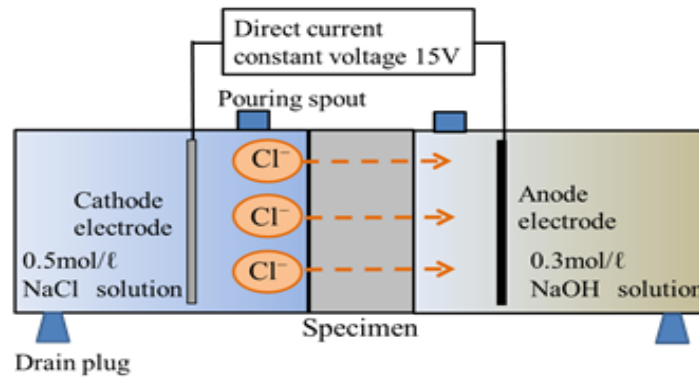 Direct current
constant voltage 15V
Pouring spout
Cl⁻
Cl⁻
Cl⁻
Cathode
electrode
0.5mol/ℓ
NaCl solution
Anode
electrode
0.3mol/ℓ
NaOH solution
Specimen
Drain plug